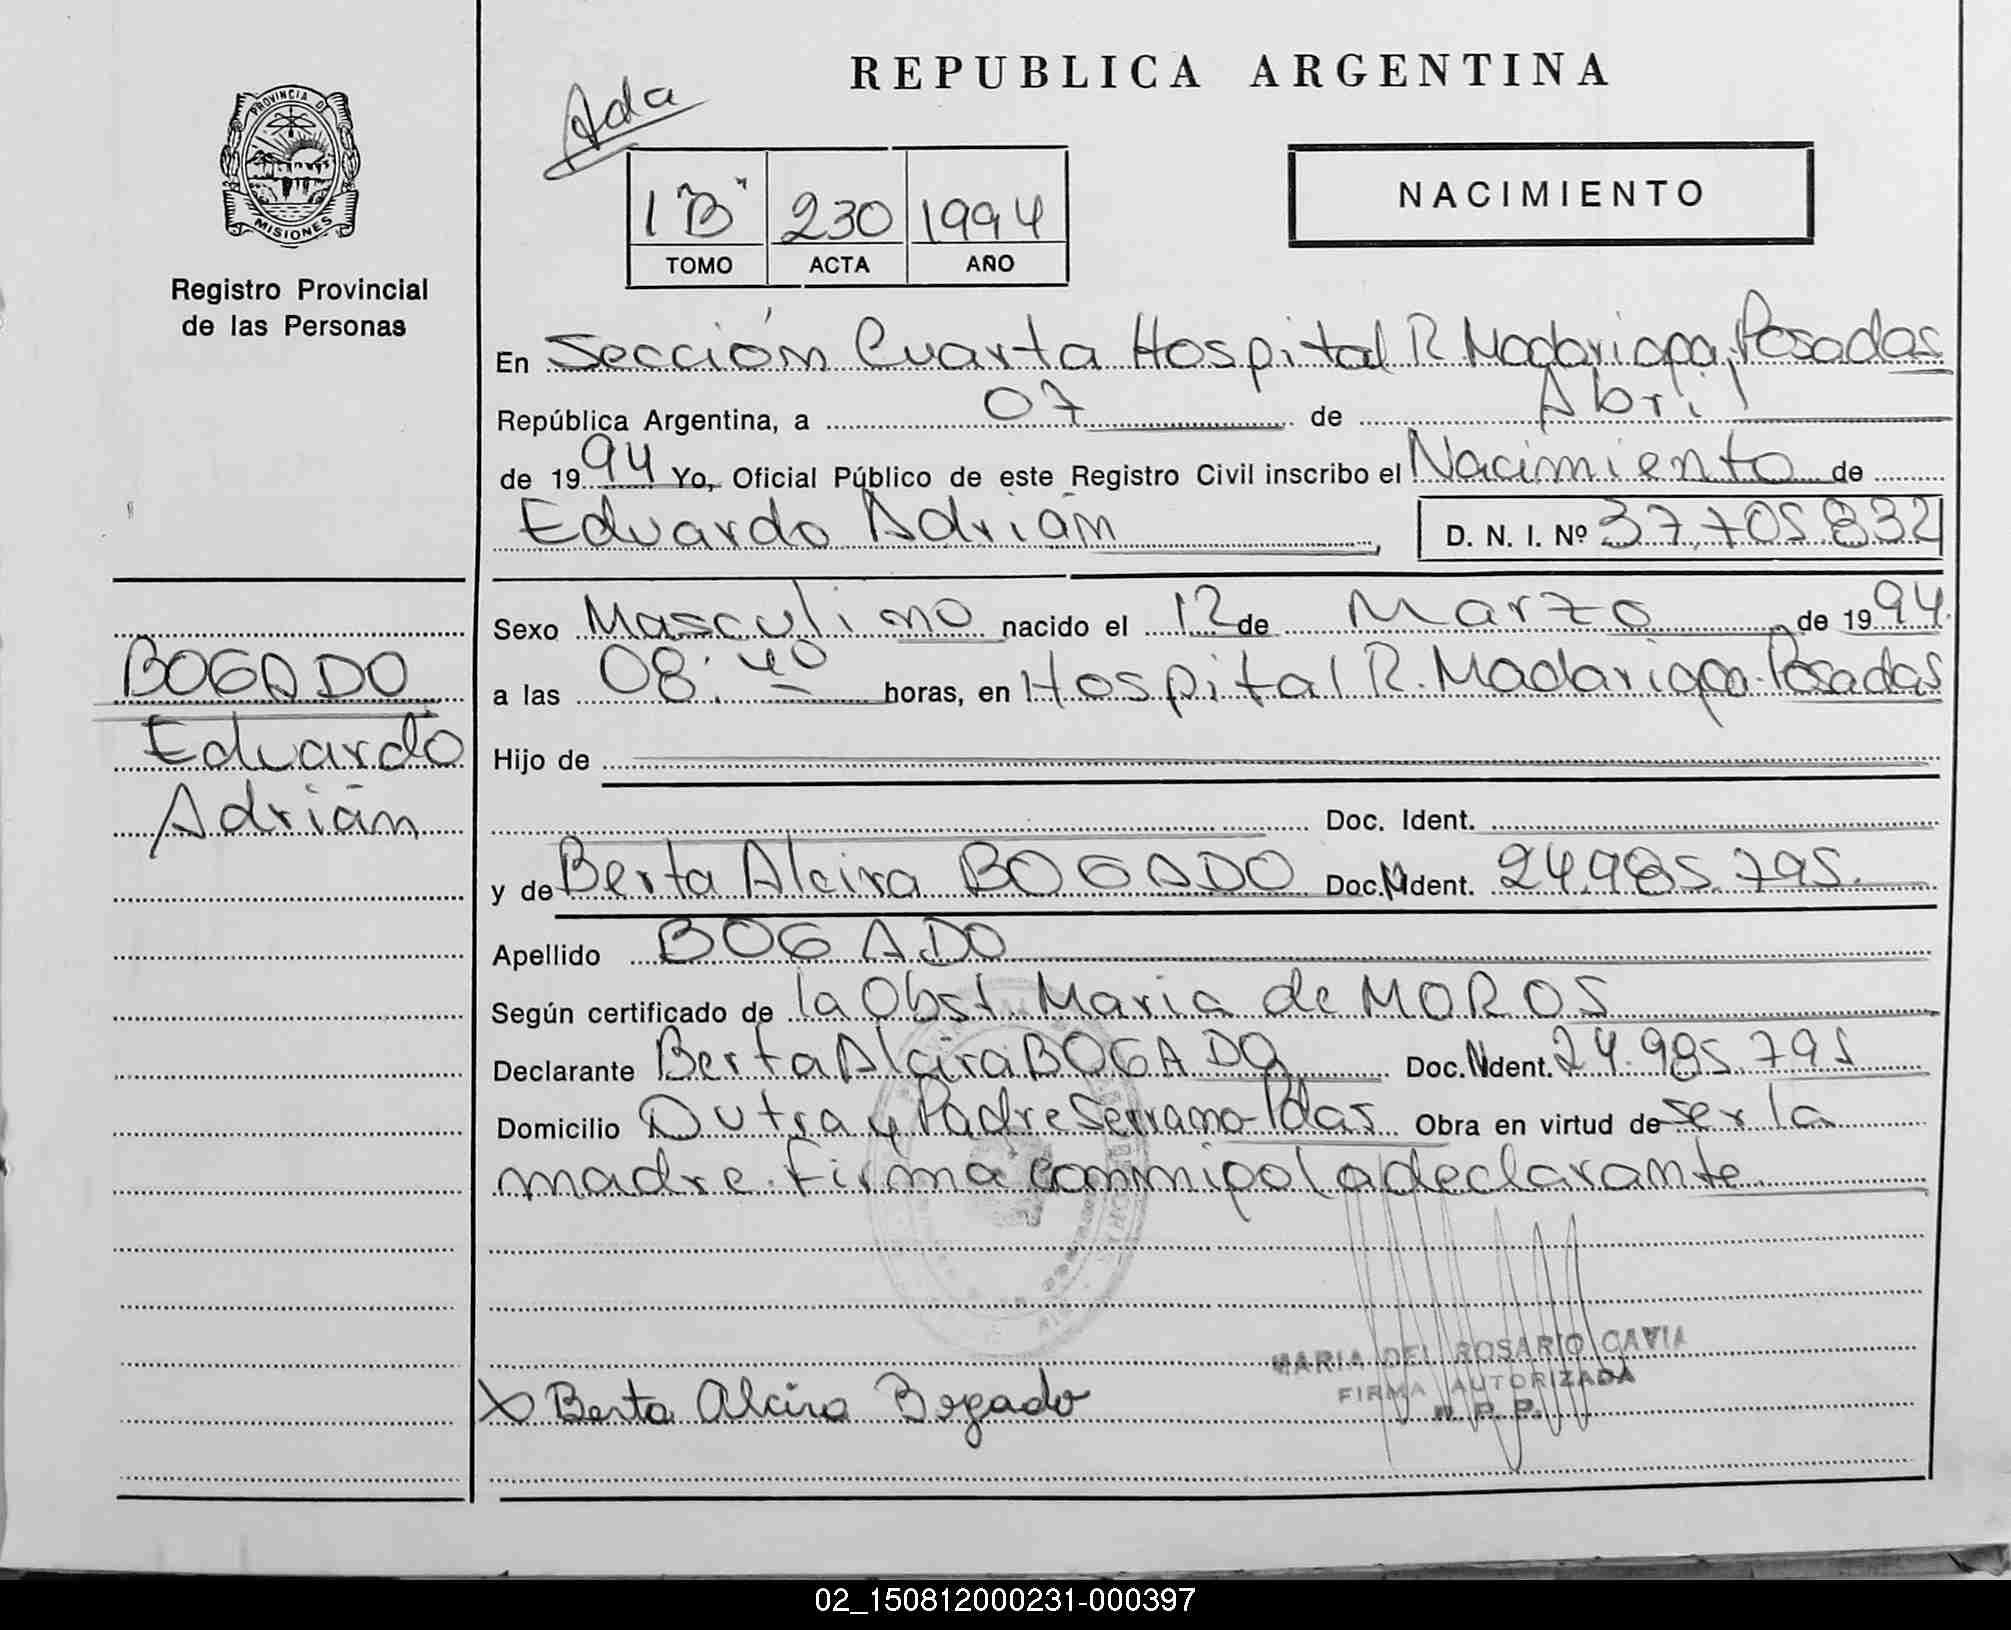 PROVINCIA DE
MISIONES
Registro Provincial
de las Personas
BOGADO
Eduardo
Adrián
REPUBLICA ARGENTINA
Ada
1 "B" 230 1994
TOMO ACTA AÑO
NACIMIENTO
En Sección Cuarta Hospital R Madariaga, Posadas
República Argentina, a 07 de Abril
de 1994 Yo, Oficial Público de este Registro Civil inscribo el Nacimiento de
Eduardo Adrián D. N. I. Nº 37.705.832
Sexo Masculino nacido el 12 de Marzo de 1994.
a las 08:40 horas, en Hospital R. Madariaga. Posadas
Hijo de
Doc. Ident.
y de Berta Alcira BOGADO Doc. Ident. 24.985.795.
Apellido BOGADO
Según certificado de la Obst. Maria de MOROS
Declarante Berta Alcira BOGADO Doc. Ident. 24.985.795
Domicilio Dutra y Padre Serrano - Pdas Obra en virtud de ser la
madre. Firma conmigo la declarante
MARIA DEL ROSARIO CAVIA
FIRMA AUTORIZADA
R. P. P.
X Berta Alcira Bogado
02_150812000231-000397